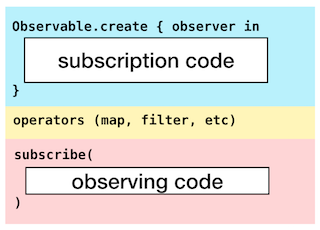 Observable.create { observer in
subscription code
}
operators (map, filter, etc)
subscribe(
observing code
)